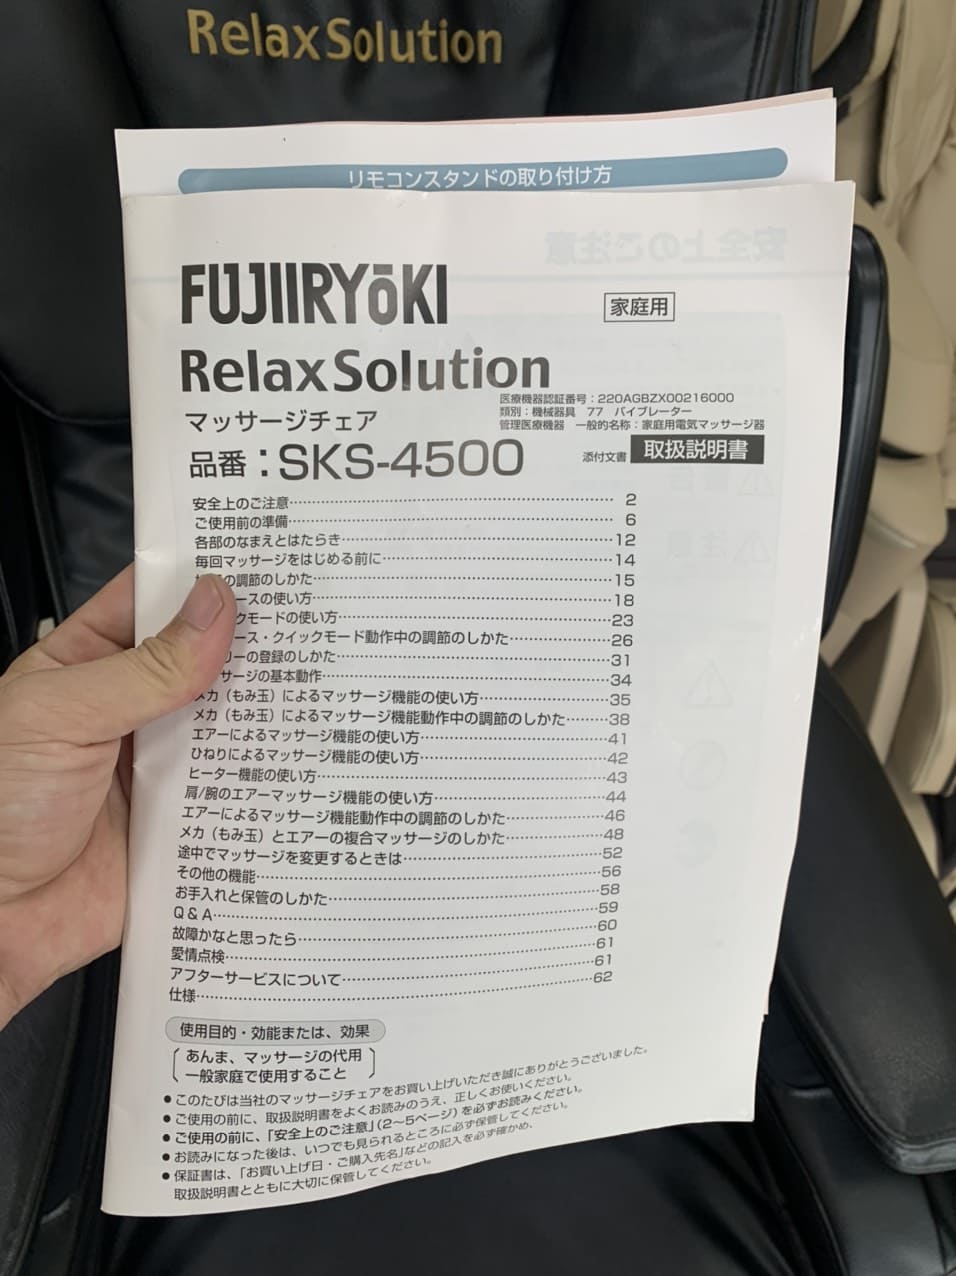 Relax Solution
リモコンスタンドの取り付け方
FUJIIRYōKI
家庭用
Relax Solution
医療機器認証番号：220AGBZX00216000
類別：機械器具 77 バイブレーター
管理医療機器 一般的名称：家庭用電気マッサージ器
マッサージチェア
添付文書 取扱説明書
品番：SKS-4500
安全上のご注意 2
ご使用前の準備 6
各部のなまえとはたらき 12
毎回マッサージをはじめる前に 14
の調節のしかた 15
ースの使い方 18
クモードの使い方 23
ース・クイックモード動作中の調節のしかた 26
リーの登録のしかた 31
サージの基本動作 34
メカ（もみ玉）によるマッサージ機能の使い方 35
メカ（もみ玉）によるマッサージ機能動作中の調節のしかた 38
エアーによるマッサージ機能の使い方 41
ひねりによるマッサージ機能の使い方 42
ヒーター機能の使い方 43
肩/腕のエアーマッサージ機能の使い方 44
エアーによるマッサージ機能動作中の調節のしかた 46
メカ（もみ玉）とエアーの複合マッサージのしかた 48
途中でマッサージを変更するときは 52
その他の機能 56
お手入れと保管のしかた 58
Q&A 59
故障かなと思ったら 60
愛情点検 61
アフターサービスについて 61
仕様 62
使用目的・効能または、効果
あんま、マッサージの代用
一般家庭で使用すること
●このたびは当社のマッサージチェアをお買い上げいただき誠にありがとうございました。
●ご使用の前に、取扱説明書をよくお読みのうえ、正しくお使いください。
●ご使用の前に、「安全上のご注意」（2～5ページ）を必ずお読みください。
●お読みになった後は、いつでも見られるところに必ず保管してください。
●保証書は、「お買い上げ日・ご購入先名」などの記入を必ず確かめ、
取扱説明書とともに大切に保管してください。